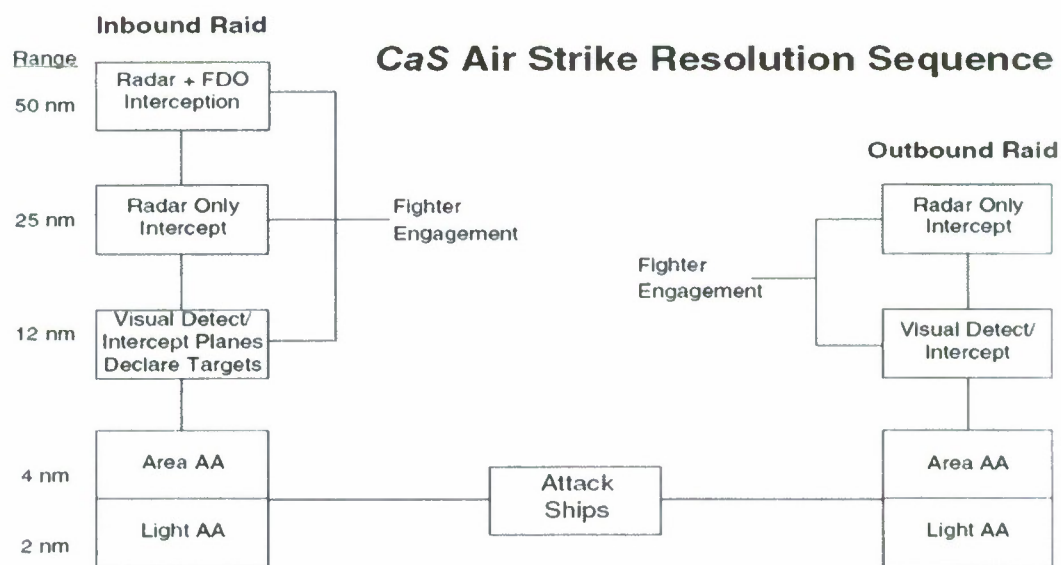 Inbound Raid
CaS Air Strike Resolution Sequence
Range
50 nm
Radar + FDO
Interception
25 nm
Radar Only
Intercept
Fighter
Engagement
12 nm
Visual Detect/
Intercept Planes
Declare Targets
4 nm
Area AA
2 nm
Light AA
Attack
Ships
Outbound Raid
Radar Only
Intercept
Fighter
Engagement
Visual Detect/
Intercept
Area AA
Light AA